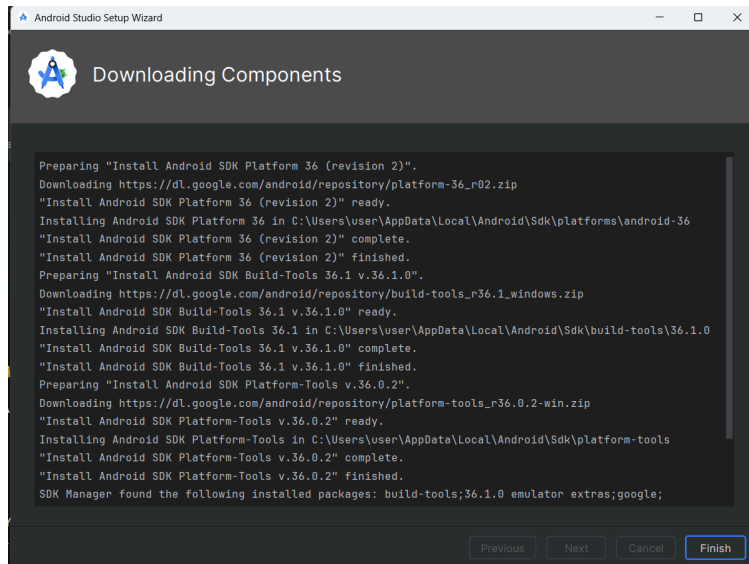 Android Studio Setup Wizard
Downloading Components
Preparing "Install Android SDK Platform 36 (revision 2)".
Downloading https://dl.google.com/android/repository/platform-36_r02.zip
"Install Android SDK Platform 36 (revision 2)" ready.
Installing Android SDK Platform 36 in C:\Users\user\AppData\Local\Android\Sdk\platforms\android-36
"Install Android SDK Platform 36 (revision 2)" complete.
"Install Android SDK Platform 36 (revision 2)" finished.
Preparing "Install Android SDK Build-Tools 36.1 v.36.1.0".
Downloading https://dl.google.com/android/repository/build-tools_r36.1_windows.zip
"Install Android SDK Build-Tools 36.1 v.36.1.0" ready.
Installing Android SDK Build-Tools 36.1 in C:\Users\user\AppData\Local\Android\Sdk\build-tools\36.1.0
"Install Android SDK Build-Tools 36.1 v.36.1.0" complete.
"Install Android SDK Build-Tools 36.1 v.36.1.0" finished.
Preparing "Install Android SDK Platform-Tools v.36.0.2".
Downloading https://dl.google.com/android/repository/platform-tools_r36.0.2-win.zip
"Install Android SDK Platform-Tools v.36.0.2" ready.
Installing Android SDK Platform-Tools in C:\Users\user\AppData\Local\Android\Sdk\platform-tools
"Install Android SDK Platform-Tools v.36.0.2" complete.
"Install Android SDK Platform-Tools v.36.0.2" finished.
SDK Manager found the following installed packages: build-tools;36.1.0 emulator extras;google;
Previous Next Cancel Finish